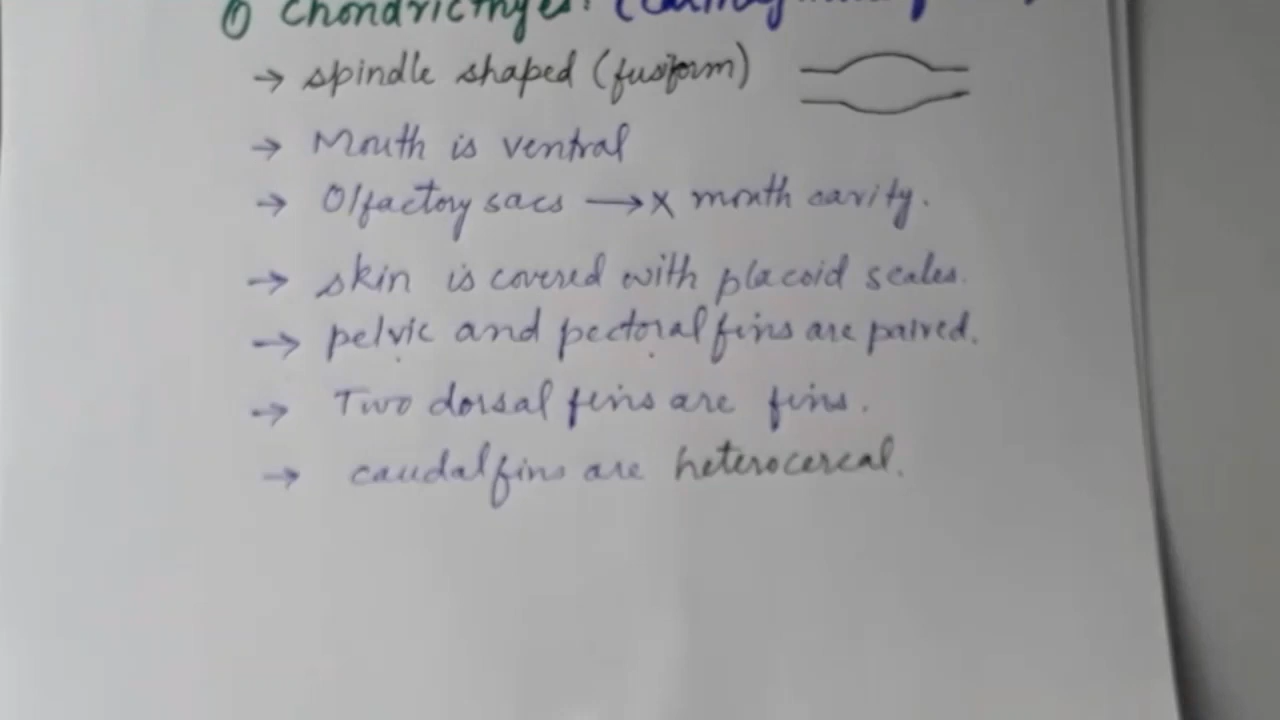 ① Chondricthyes: (
→ spindle shaped (fusiform)
→ Mouth is ventral
→ Olfactory sacs ⟶x mouth cavity.
→ skin is covered with placoid scales.
→ pelvic and pectoral fins are paired.
→ Two dorsal fins are fins.
→ caudal fins are heterocercal.